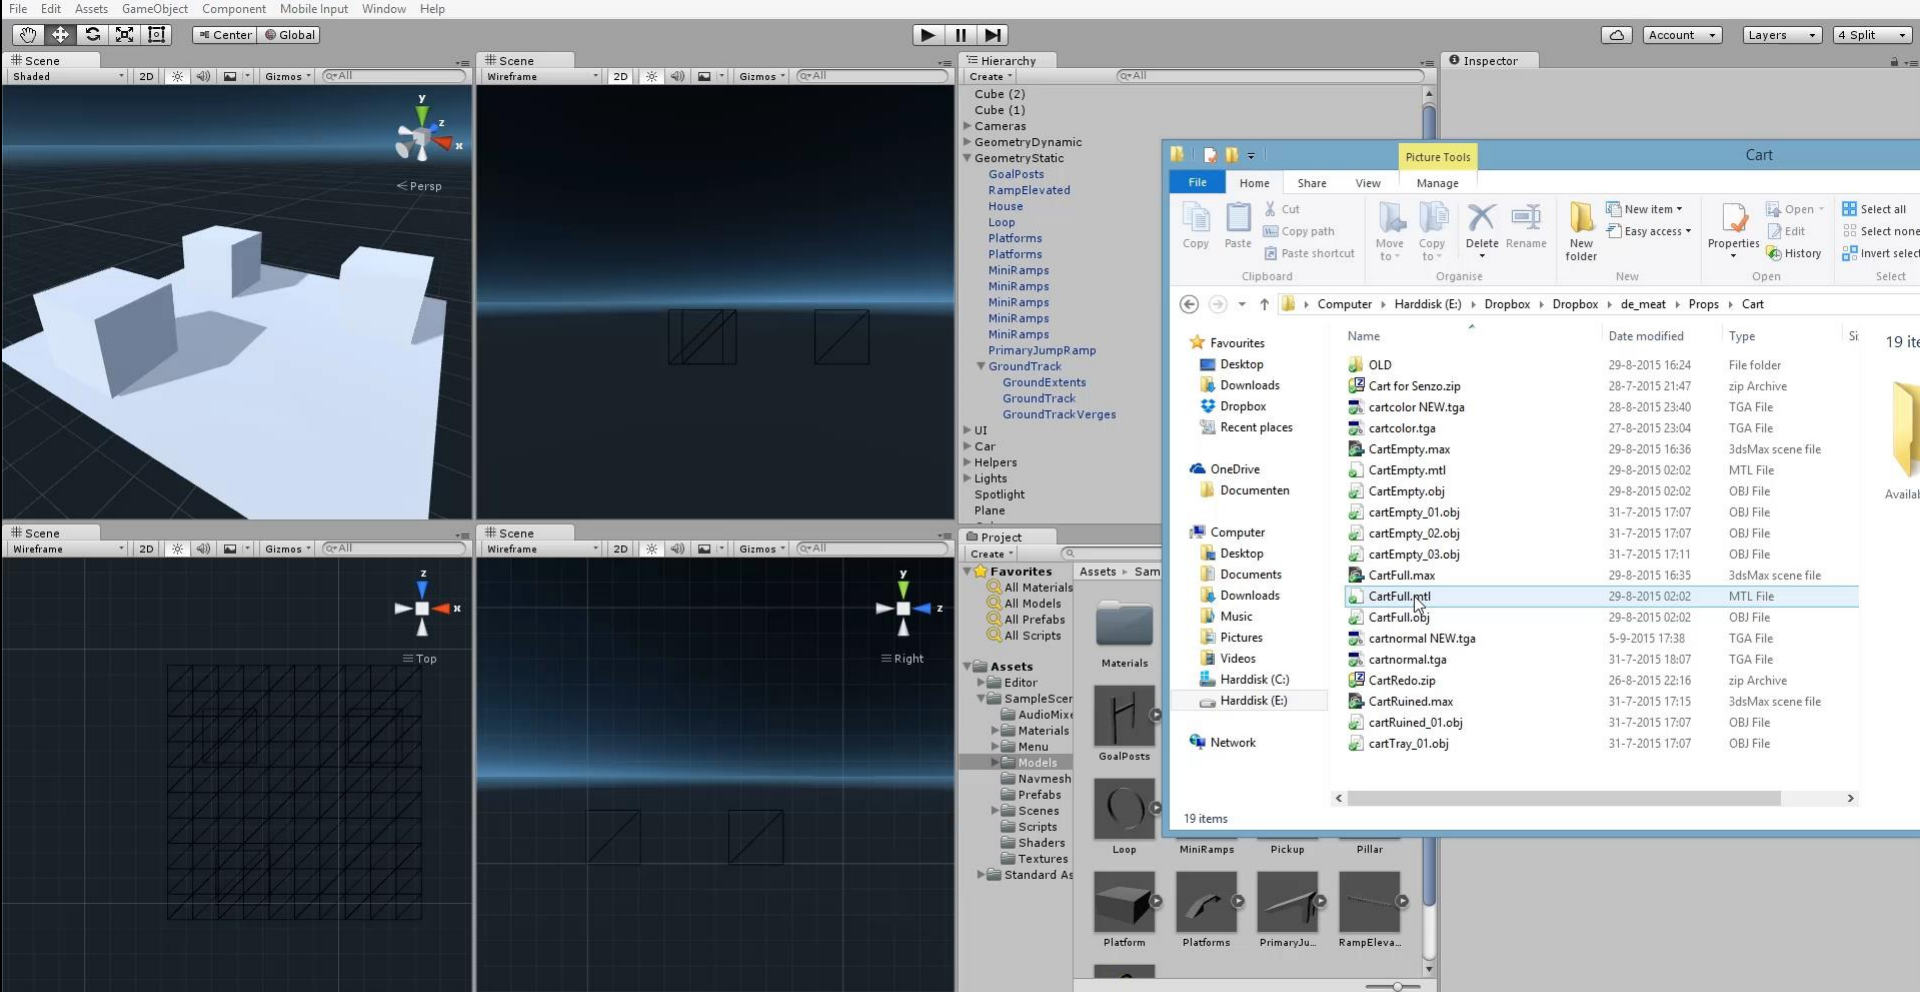 File Edit Assets GameObject Component Mobile Input Window Help
Center Global
Account Layers 4 Split
Scene
Shaded 2D Gizmos All
y
z
x
Persp
Scene
Wireframe 2D Gizmos All
Hierarchy
Create All
Cube (2)
Cube (1)
Cameras
GeometryDynamic
GeometryStatic
GoalPosts
RampElevated
House
Loop
Platforms
Platforms
MiniRamps
MiniRamps
MiniRamps
MiniRamps
MiniRamps
PrimaryJumpRamp
GroundTrack
GroundExtents
GroundTrack
GroundTrackVerges
UI
Car
Helpers
Lights
Spotlight
Plane
Inspector
Picture Tools
Cart
File Home Share View Manage
Copy
Paste
Cut
Copy path
Paste shortcut
Clipboard
Move to
Copy to
Delete
Rename
Organise
New folder
New item
Easy access
New
Properties
Open
Edit
History
Open
Select all
Select none
Invert select
Select
Computer Harddisk (E:) Dropbox Dropbox de_meat Props Cart
Favourites
Desktop
Downloads
Dropbox
Recent places
OneDrive
Documenten
Computer
Desktop
Documents
Downloads
Music
Pictures
Videos
Harddisk (C:)
Harddisk (E:)
Network
Name Date modified Type Si
OLD 29-8-2015 16:24 File folder
Cart for Senzo.zip 28-7-2015 21:47 zip Archive
cartcolor NEW.tga 28-8-2015 23:40 TGA File
cartcolor.tga 27-8-2015 23:04 TGA File
CartEmpty.max 29-8-2015 16:36 3dsMax scene file
CartEmpty.mtl 29-8-2015 02:02 MTL File
CartEmpty.obj 29-8-2015 02:02 OBJ File
cartEmpty_01.obj 31-7-2015 17:07 OBJ File
cartEmpty_02.obj 31-7-2015 17:07 OBJ File
cartEmpty_03.obj 31-7-2015 17:11 OBJ File
CartFull.max 29-8-2015 16:35 3dsMax scene file
CartFull.mtl 29-8-2015 02:02 MTL File
CartFull.obj 29-8-2015 02:02 OBJ File
cartnormal NEW.tga 5-9-2015 17:38 TGA File
cartnormal.tga 31-7-2015 18:07 TGA File
CartRedo.zip 26-8-2015 22:16 zip Archive
CartRuined.max 31-7-2015 17:15 3dsMax scene file
cartRuined_01.obj 31-7-2015 17:07 OBJ File
cartTray_01.obj 31-7-2015 17:07 OBJ File
19 ite
Availab
19 items
Scene
Wireframe 2D Gizmos All
z
x
Top
Scene
Wireframe 2D Gizmos All
y
z
Right
Project
Create
Favorites
All Materials
All Models
All Prefabs
All Scripts
Assets
Editor
SampleScer
AudioMixe
Materials
Menu
Models
Navmesh
Prefabs
Scenes
Scripts
Shaders
Textures
Standard As
Assets Sam
Materials
GoalPosts
Loop MiniRamps Pickup Pillar
Platform Platforms PrimaryJu... RampEleva...